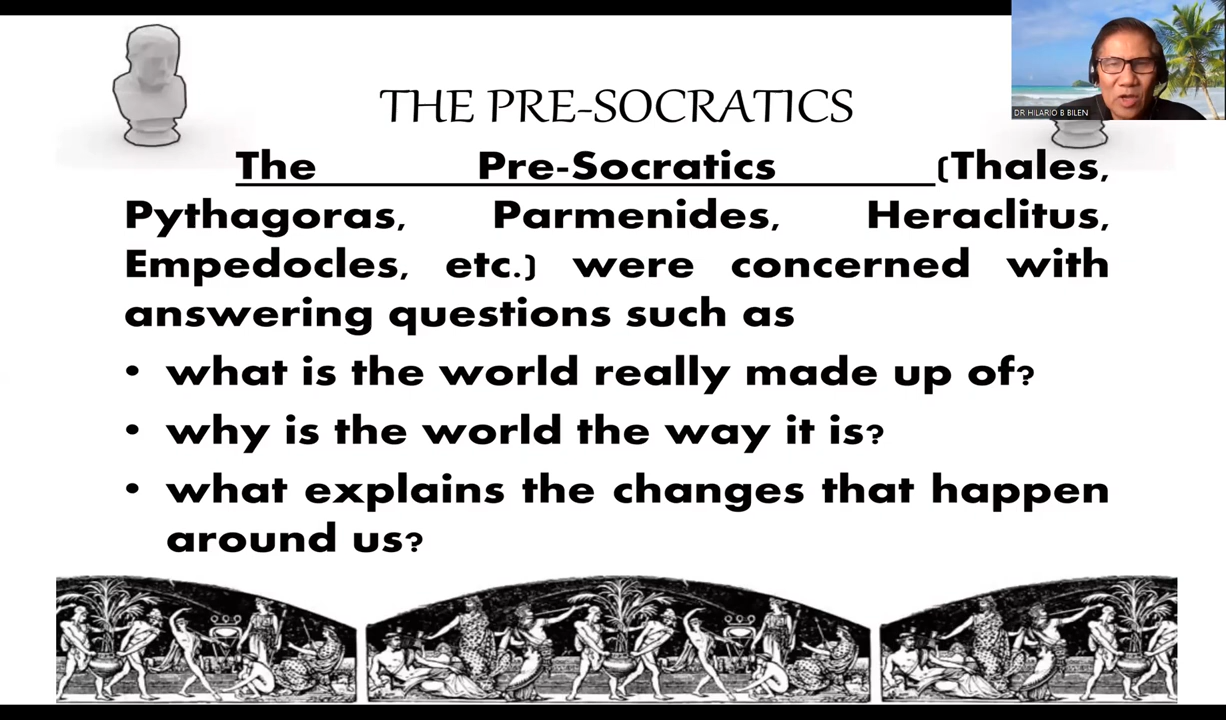 THE PRE-SOCRATICS
DR HILARIO B BILEN
The Pre-Socratics (Thales,
Pythagoras, Parmenides, Heraclitus,
Empedocles, etc.) were concerned with
answering questions such as
• what is the world really made up of?
• why is the world the way it is?
• what explains the changes that happen
around us?